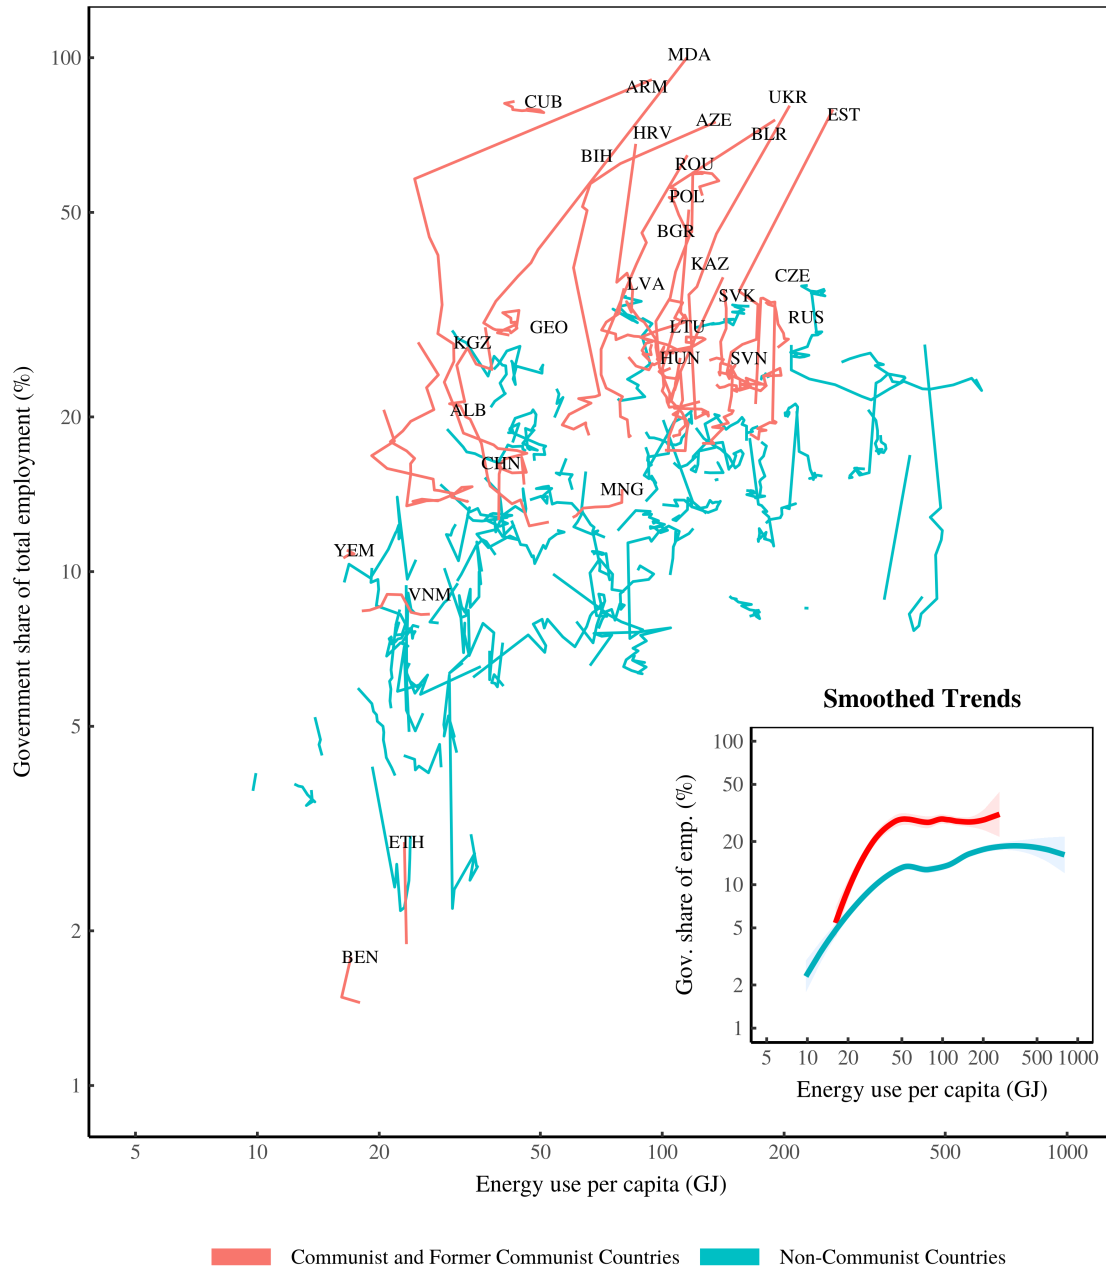 Government share of total employment (%)
100
50
20
10
5
2
1
MDA
ARM
CUB
UKR
EST
AZE
HRV
BLR
BIH
ROU
POL
BGR
KAZ
CZE
LVA
SVK
RUS
GEO
LTU
KGZ
HUN
SVN
ALB
CHN
MNG
YEM
VNM
ETH
BEN
Smoothed Trends
Gov. share of emp. (%)
100
50
20
10
5
2
1
5 10 20 50 100 200 500 1000
Energy use per capita (GJ)
5 10 20 50 100 200 500 1000
Energy use per capita (GJ)
Communist and Former Communist Countries
Non-Communist Countries